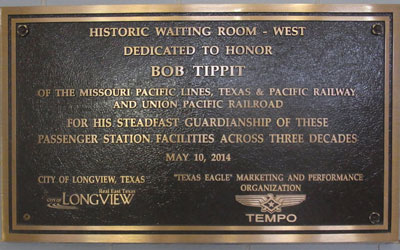 HISTORIC WAITING ROOM - WEST
DEDICATED TO HONOR
BOB TIPPIT
OF THE MISSOURI PACIFIC LINES, TEXAS & PACIFIC RAILWAY
AND UNION PACIFIC RAILROAD
FOR HIS STEADFAST GUARDIANSHIP OF THESE
PASSENGER STATION FACILITIES ACROSS THREE DECADES
MAY 10, 2014
CITY OF LONGVIEW, TEXAS
Real East Texas
CITY OF LONGVIEW
"TEXAS EAGLE" MARKETING AND PERFORMANCE
ORGANIZATION
TEMPO